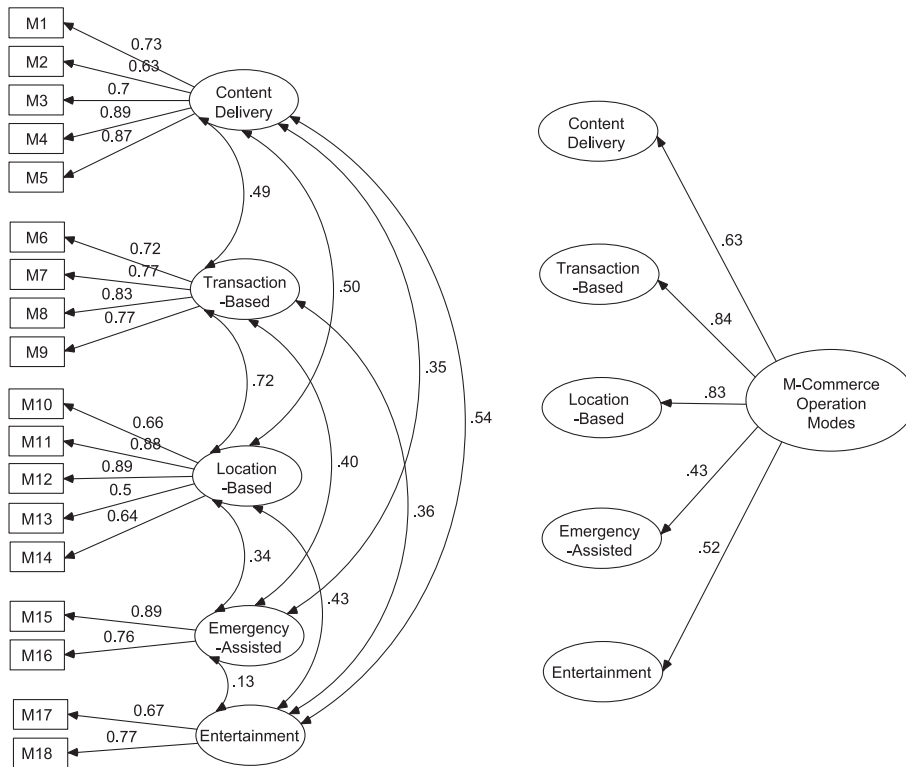 M1
M2
M3
M4
M5
0.73
0.63
0.7
0.89
0.87
Content
Delivery
.49
M6
M7
M8
M9
0.72
0.77
0.83
0.77
Transaction
-Based
.50
.72
.35
.54
M10
M11
M12
M13
M14
0.66
0.88
0.89
0.5
0.64
Location
-Based
.40
.36
.34
.43
M15
M16
0.89
0.76
Emergency
-Assisted
.13
M17
M18
0.67
0.77
Entertainment
Content
Delivery
.63
Transaction
-Based
.84
Location
-Based
.83
M-Commerce
Operation
Modes
Emergency
-Assisted
.43
.52
Entertainment